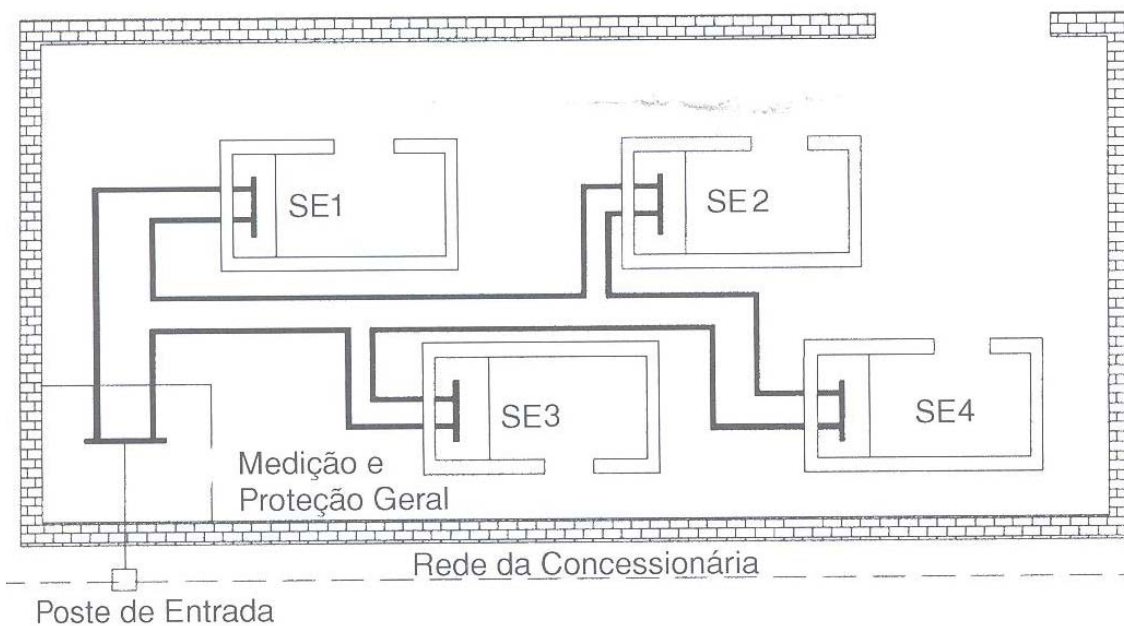 SE1
SE2
SE3
SE4
Medição e
Proteção Geral
Rede da Concessionária
Poste de Entrada